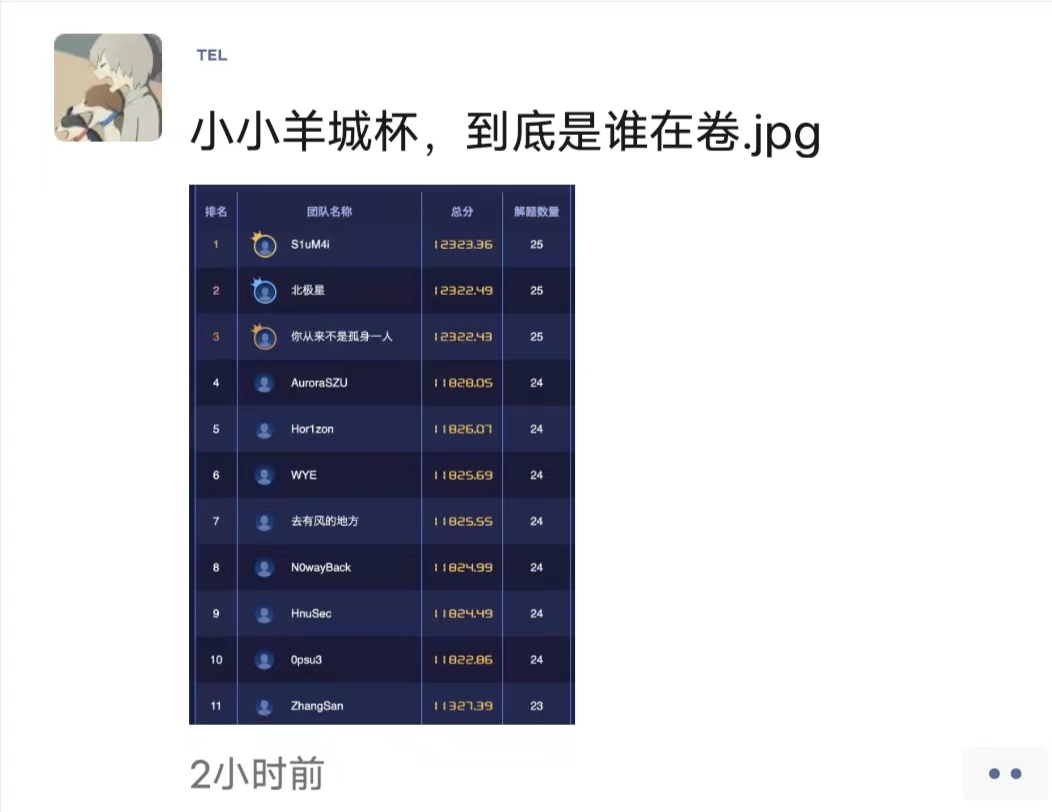 TEL
小小羊城杯，到底是谁在卷.jpg
排名 团队名称 总分 解题数量
1 S1uM4i 12323.36 25
2 北极星 12322.49 25
3 你从来不是孤身一人 12322.43 25
4 AuroraSZU 11828.05 24
5 Hor1zon 11826.07 24
6 WYE 11825.69 24
7 去有风的地方 11825.55 24
8 N0wayBack 11824.99 24
9 HnuSec 11824.49 24
10 0psu3 11822.86 24
11 ZhangSan 11327.39 23
2小时前